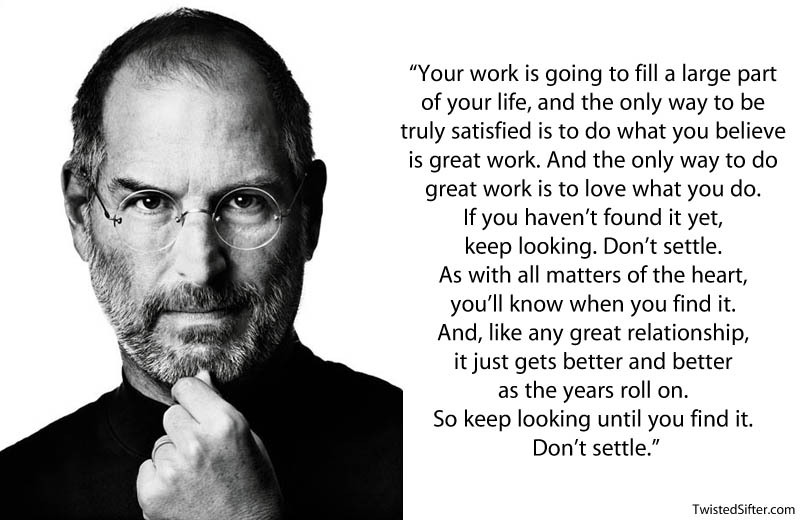 “Your work is going to fill a large part
of your life, and the only way to be
truly satisfied is to do what you believe
is great work. And the only way to do
great work is to love what you do.
If you haven’t found it yet,
keep looking. Don’t settle.
As with all matters of the heart,
you’ll know when you find it.
And, like any great relationship,
it just gets better and better
as the years roll on.
So keep looking until you find it.
Don’t settle.”
TwistedSifter.com